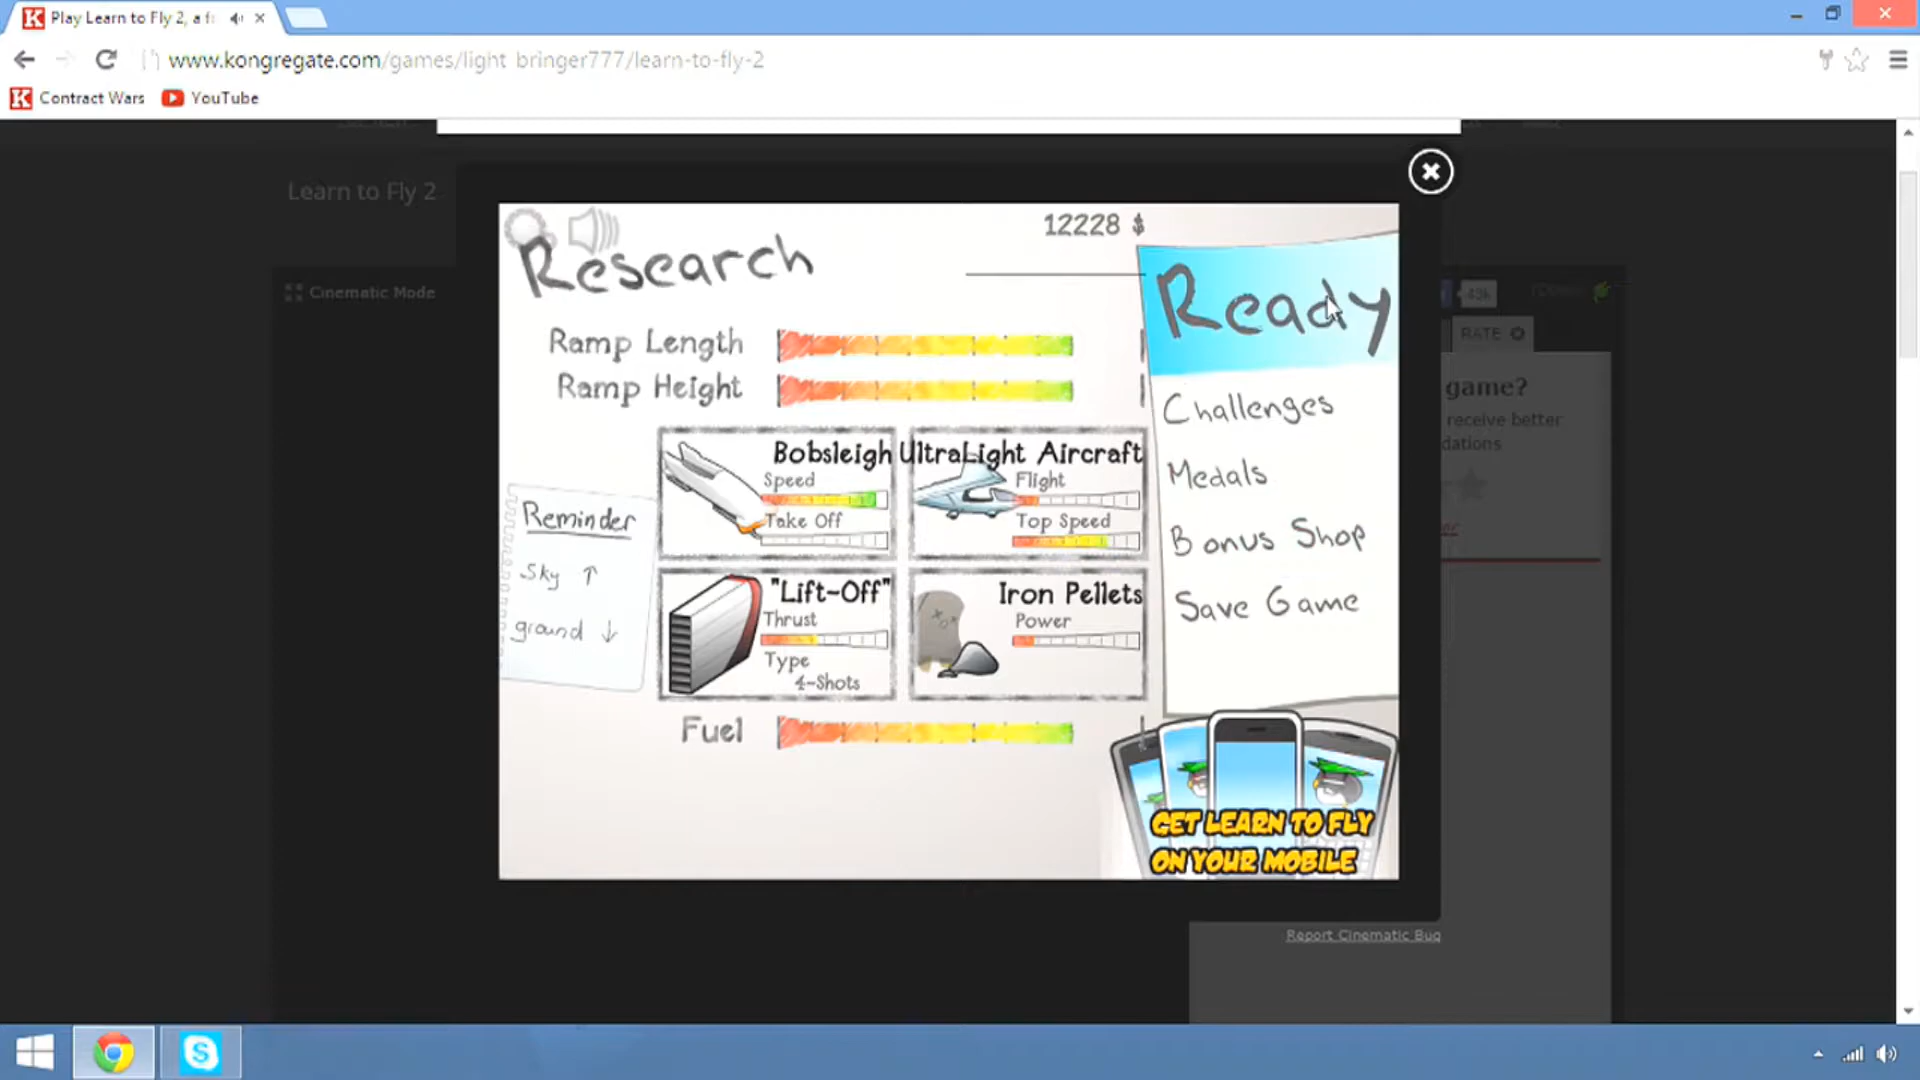 Play Learn to Fly 2, a f
www.kongregate.com/games/light_bringer777/learn-to-fly-2
Contract Wars
YouTube
Learn to Fly 2
Cinematic Mode
Research
12228 $
Ready
Ramp Length
Ramp Height
Challenges
Medals
Bonus Shop
Save Game
Bobsleigh
Speed
Take Off
UltraLight Aircraft
Flight
Top Speed
Reminder
Sky ↑
ground ↓
"Lift-Off"
Thrust
Type
4-Shots
Iron Pellets
Power
Fuel
GET LEARN TO FLY
ON YOUR MOBILE
43k
RATE
game?
receive better
dations
Report Cinematic Bug